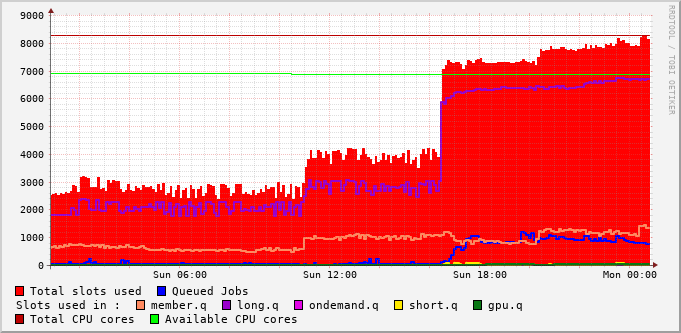 RRDTOOL / TOBI OETIKER
9000
8000
7000
6000
5000
4000
3000
2000
1000
0
Sun 06:00 Sun 12:00 Sun 18:00 Mon 00:00
Total slots used Queued Jobs
Slots used in : member.q long.q ondemand.q short.q gpu.q
Total CPU cores Available CPU cores